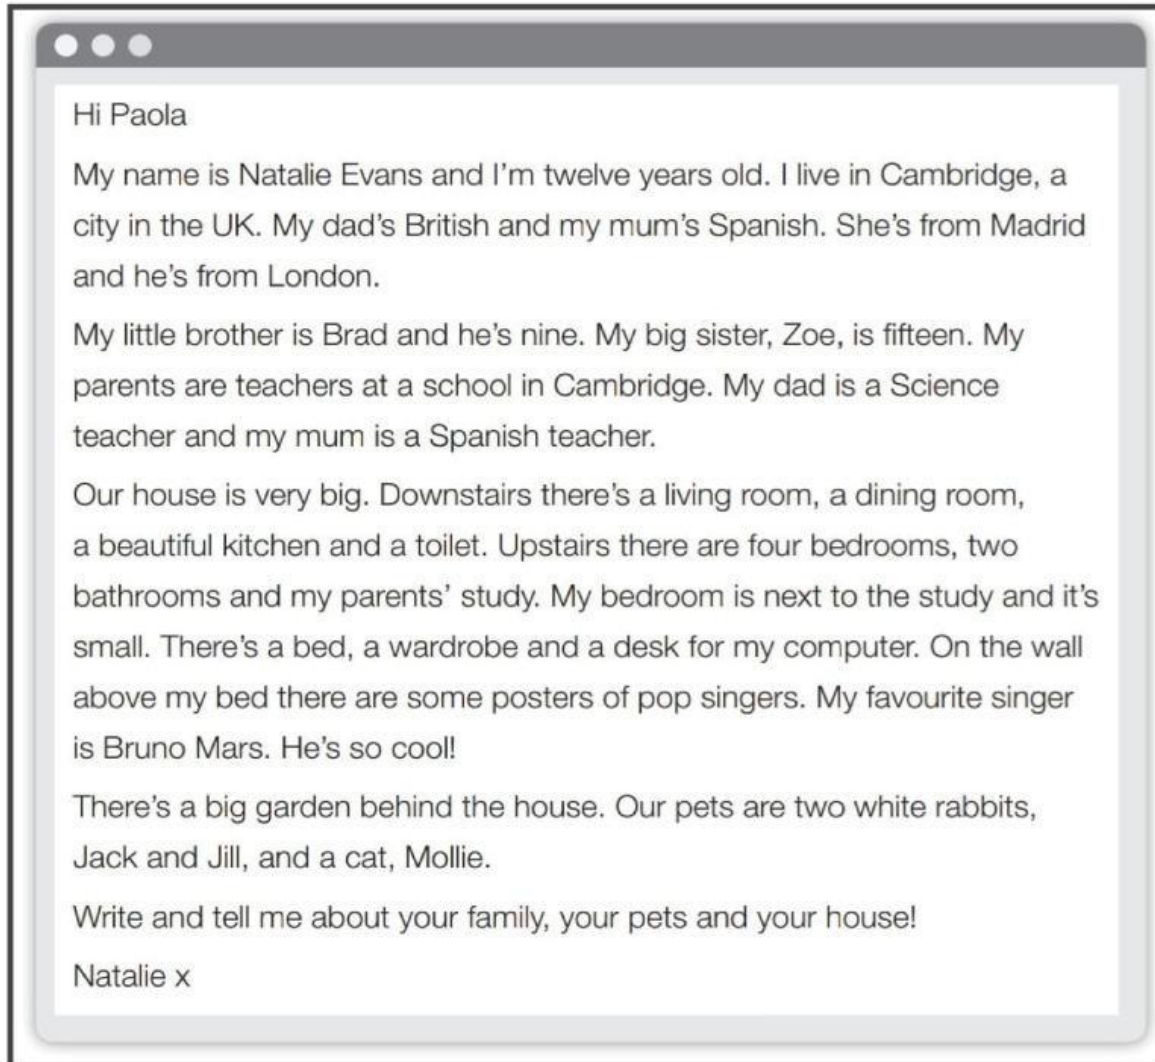 Hi Paola
My name is Natalie Evans and I'm twelve years old. I live in Cambridge, a
city in the UK. My dad's British and my mum's Spanish. She's from Madrid
and he's from London.
My little brother is Brad and he's nine. My big sister, Zoe, is fifteen. My
parents are teachers at a school in Cambridge. My dad is a Science
teacher and my mum is a Spanish teacher.
Our house is very big. Downstairs there's a living room, a dining room,
a beautiful kitchen and a toilet. Upstairs there are four bedrooms, two
bathrooms and my parents' study. My bedroom is next to the study and it's
small. There's a bed, a wardrobe and a desk for my computer. On the wall
above my bed there are some posters of pop singers. My favourite singer
is Bruno Mars. He's so cool!
There's a big garden behind the house. Our pets are two white rabbits,
Jack and Jill, and a cat, Mollie.
Write and tell me about your family, your pets and your house!
Natalie x